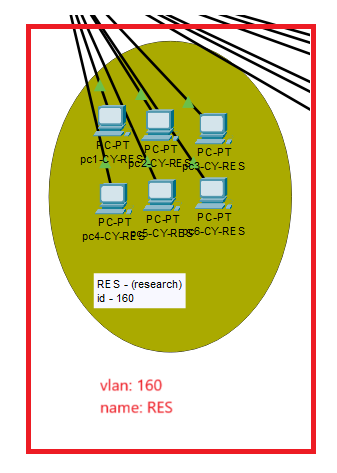 PC-PT
pc1-CY-RES
PC-PT
pc2-CY-RES
PC-PT
pc3-CY-RES
PC-PT
pc4-CY-RES
PC-PT
pc5-CY-RES
PC-PT
pc6-CY-RES
RES - (research)
id - 160
vlan: 160
name: RES